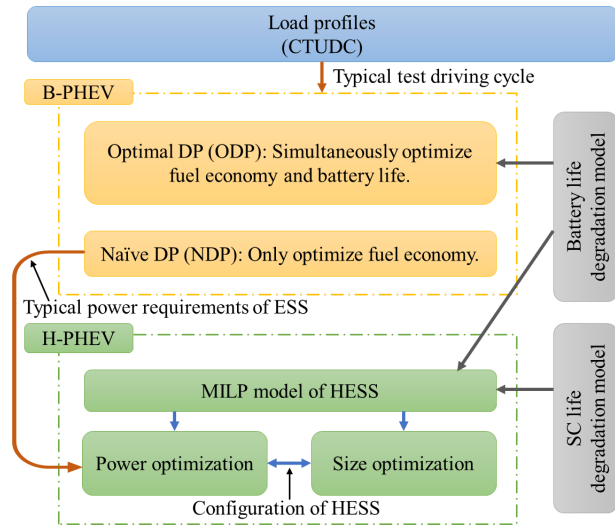 Load profiles
(CTUDC)
Typical test driving cycle
B-PHEV
Optimal DP (ODP): Simultaneously optimize
fuel economy and battery life.
Naïve DP (NDP): Only optimize fuel economy.
Typical power requirements of ESS
H-PHEV
MILP model of HESS
Power optimization
Size optimization
Configuration of HESS
Battery life
degradation model
SC life
degradation model